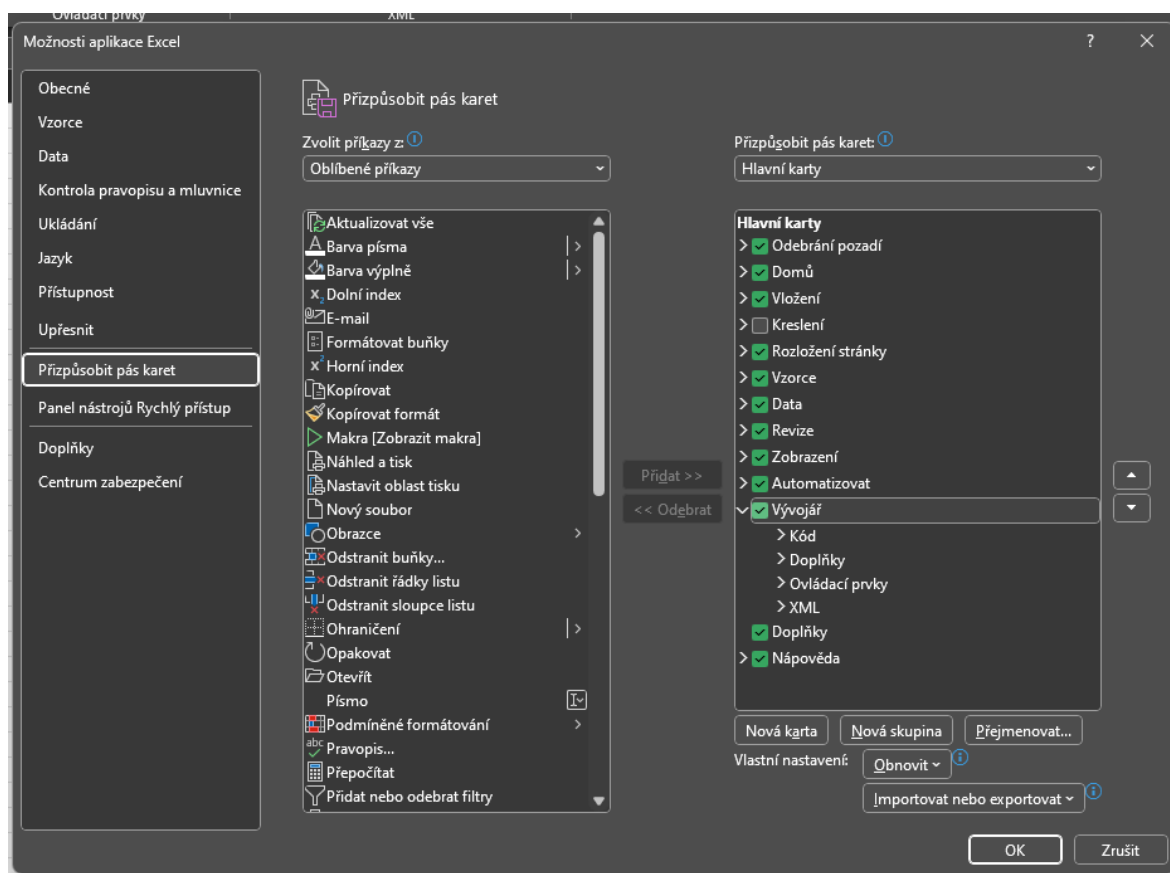 Ovládací prvky
XML
Možnosti aplikace Excel
?
Obecné
Vzorce
Data
Kontrola pravopisu a mluvnice
Ukládání
Jazyk
Přístupnost
Upřesnit
Přizpůsobit pás karet
Panel nástrojů Rychlý přístup
Doplňky
Centrum zabezpečení
Přizpůsobit pás karet
Zvolit příkazy z:
Oblíbené příkazy
Aktualizovat vše
Barva písma
Barva výplně
Dolní index
E-mail
Formátovat buňky
Horní index
Kopírovat
Kopírovat formát
Makra [Zobrazit makra]
Náhled a tisk
Nastavit oblast tisku
Nový soubor
Obrazce
Odstranit buňky...
Odstranit řádky listu
Odstranit sloupce listu
Ohraničení
Opakovat
Otevřít
Písmo
Podmíněné formátování
Pravopis...
Přepočítat
Přidat nebo odebrat filtry
Přidat >>
<< Odebrat
Přizpůsobit pás karet:
Hlavní karty
Hlavní karty
Odebrání pozadí
Domů
Vložení
Kreslení
Rozložení stránky
Vzorce
Data
Revize
Zobrazení
Automatizovat
Vývojář
Kód
Doplňky
Ovládací prvky
XML
Doplňky
Nápověda
Nová karta
Nová skupina
Přejmenovat...
Vlastní nastavení:
Obnovit
Importovat nebo exportovat
OK
Zrušit